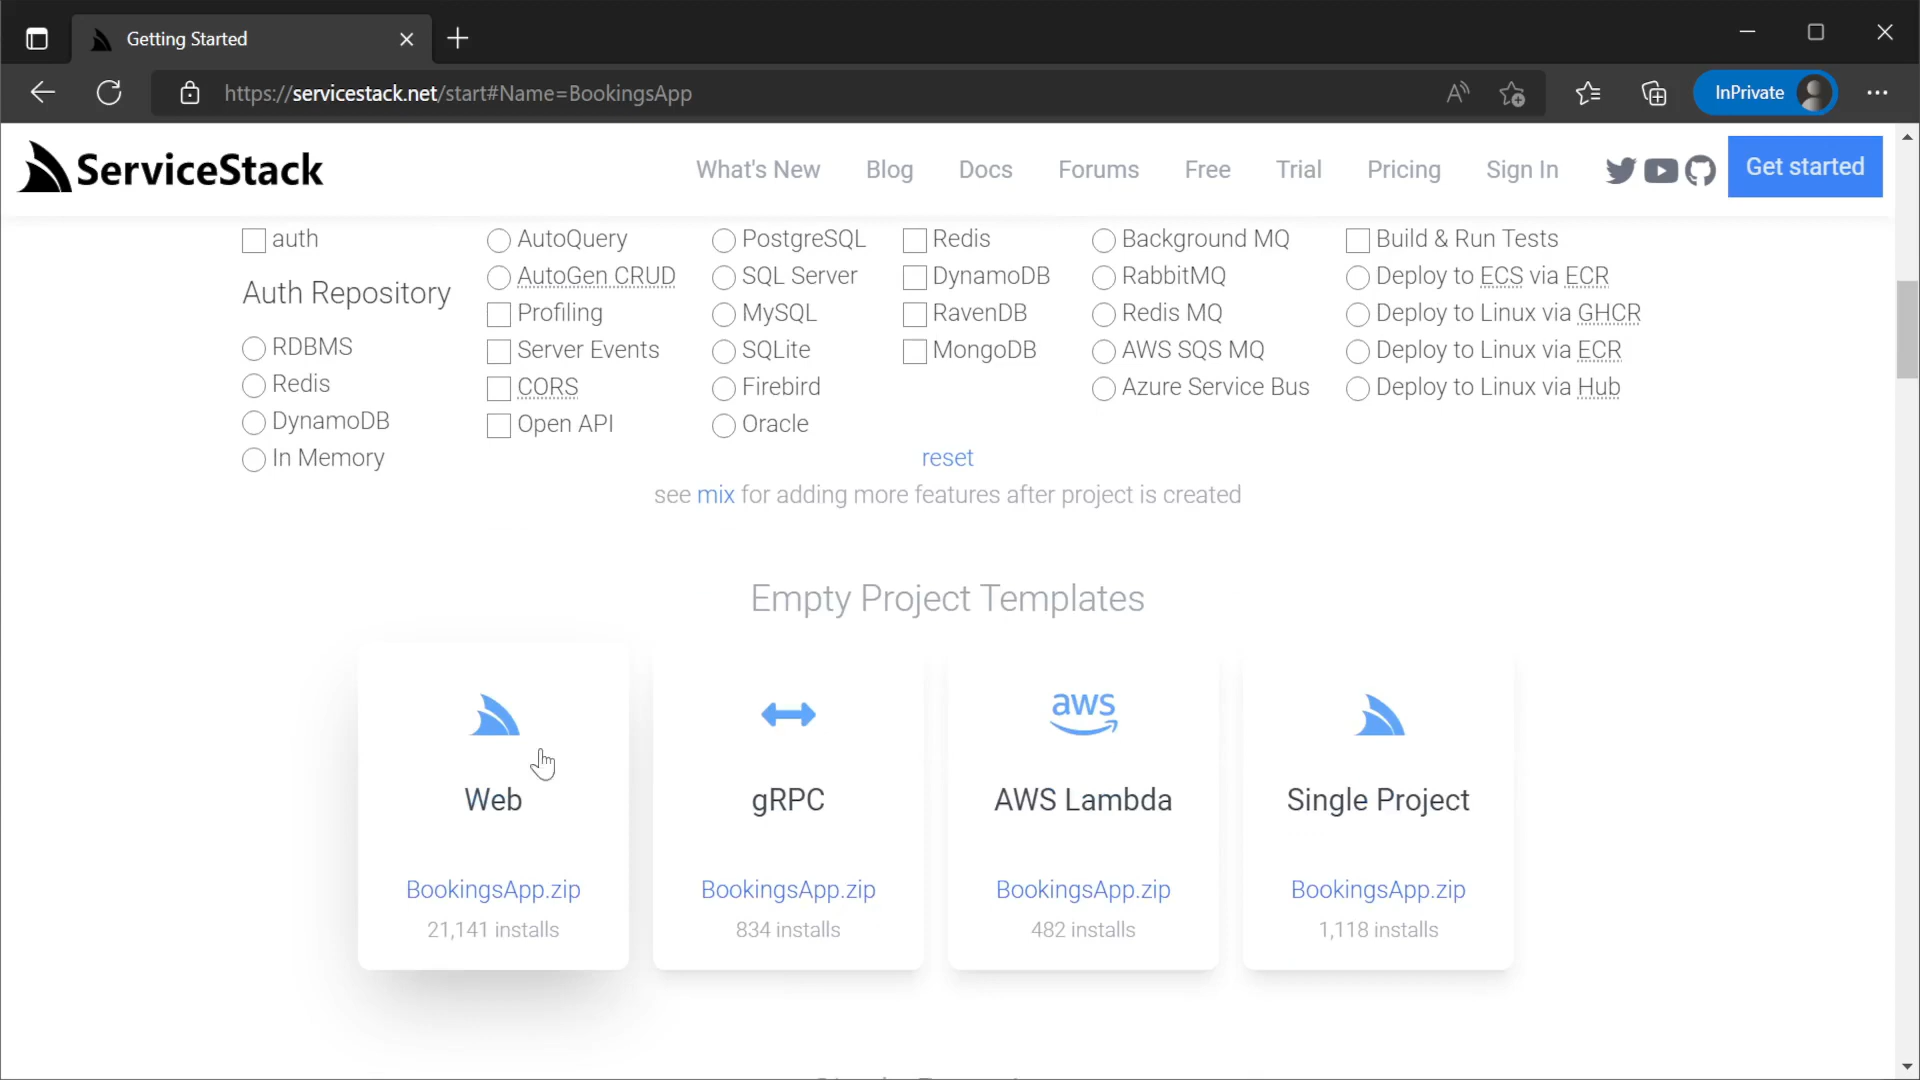 Getting Started
https://servicestack.net/start#Name=BookingsApp
InPrivate
ServiceStack
What's New
Blog
Docs
Forums
Free
Trial
Pricing
Sign In
Get started
auth
Auth Repository
RDBMS
Redis
DynamoDB
In Memory
AutoQuery
AutoGen CRUD
Profiling
Server Events
CORS
Open API
PostgreSQL
SQL Server
MySQL
SQLite
Firebird
Oracle
Redis
DynamoDB
RavenDB
MongoDB
Background MQ
RabbitMQ
Redis MQ
AWS SQS MQ
Azure Service Bus
Build & Run Tests
Deploy to ECS via ECR
Deploy to Linux via GHCR
Deploy to Linux via ECR
Deploy to Linux via Hub
reset
see mix for adding more features after project is created
Empty Project Templates
Web
BookingsApp.zip
21,141 installs
gRPC
BookingsApp.zip
834 installs
aws
AWS Lambda
BookingsApp.zip
482 installs
Single Project
BookingsApp.zip
1,118 installs